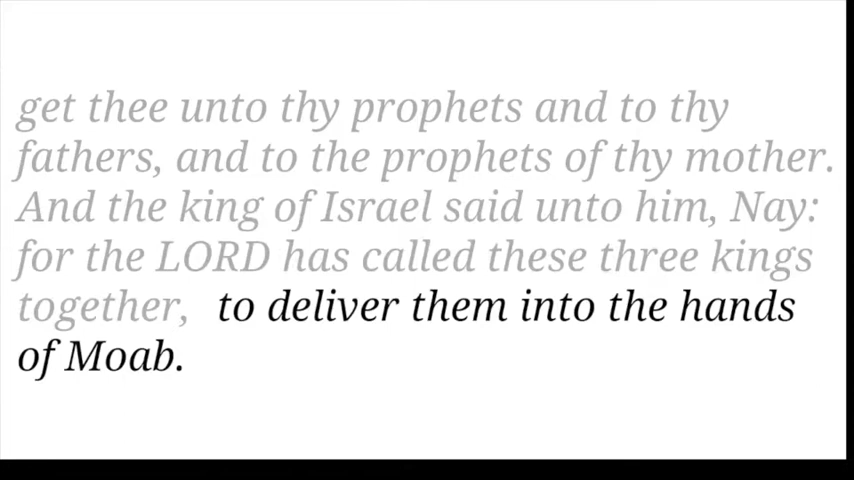 get thee unto thy prophets and to thy
fathers, and to the prophets of thy mother.
And the king of Israel said unto him, Nay:
for the LORD has called these three kings
together, to deliver them into the hands
of Moab.